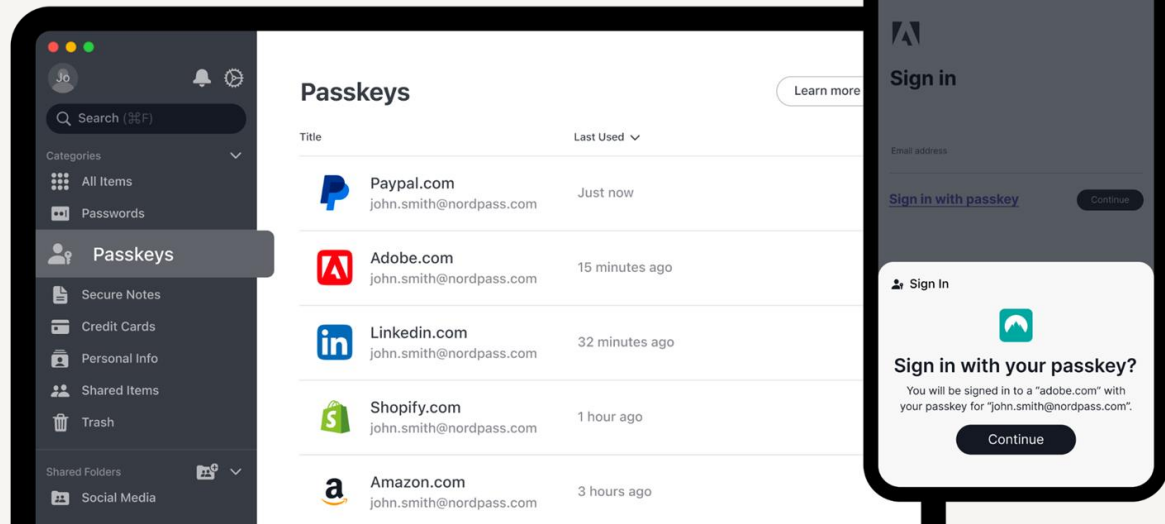 Jo
Search (⌘F)
Categories
All Items
Passwords
Passkeys
Secure Notes
Credit Cards
Personal Info
Shared Items
Trash
Shared Folders
Social Media
Passkeys
Learn more
Title
Last Used
Paypal.com
john.smith@nordpass.com
Just now
Adobe.com
john.smith@nordpass.com
15 minutes ago
Linkedin.com
john.smith@nordpass.com
32 minutes ago
Shopify.com
john.smith@nordpass.com
1 hour ago
Amazon.com
john.smith@nordpass.com
3 hours ago
Sign in
Email address
Sign in with passkey
Continue
Sign In
Sign in with your passkey?
You will be signed in to a "adobe.com" with
your passkey for "john.smith@nordpass.com".
Continue